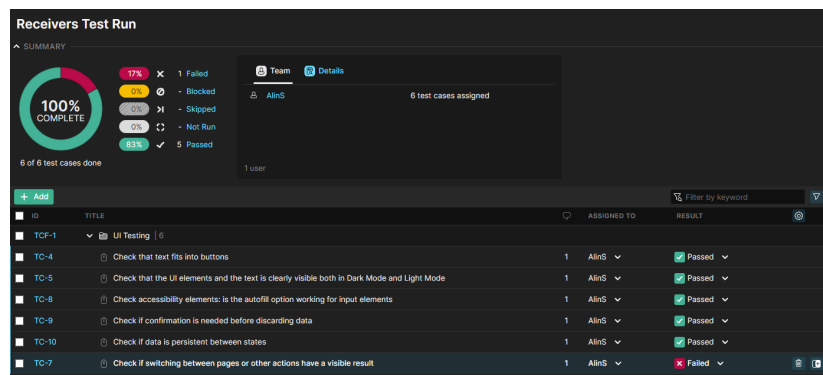 Receivers Test Run
SUMMARY
100%
COMPLETE
6 of 6 test cases done
17% 1 Failed
0% - Blocked
0% - Skipped
0% - Not Run
83% 5 Passed
Team Details
AlinS 6 test cases assigned
1 user
+ Add Filter by keyword
ID TITLE ASSIGNED TO RESULT
TCF-1 UI Testing | 6
TC-4 Check that text fits into buttons 1 AlinS Passed
TC-5 Check that the UI elements and the text is clearly visible both in Dark Mode and Light Mode 1 AlinS Passed
TC-8 Check accessibility elements: is the autofill option working for input elements 1 AlinS Passed
TC-9 Check if confirmation is needed before discarding data 1 AlinS Passed
TC-10 Check if data is persistent between states 1 AlinS Passed
TC-7 Check if switching between pages or other actions have a visible result 1 AlinS Failed